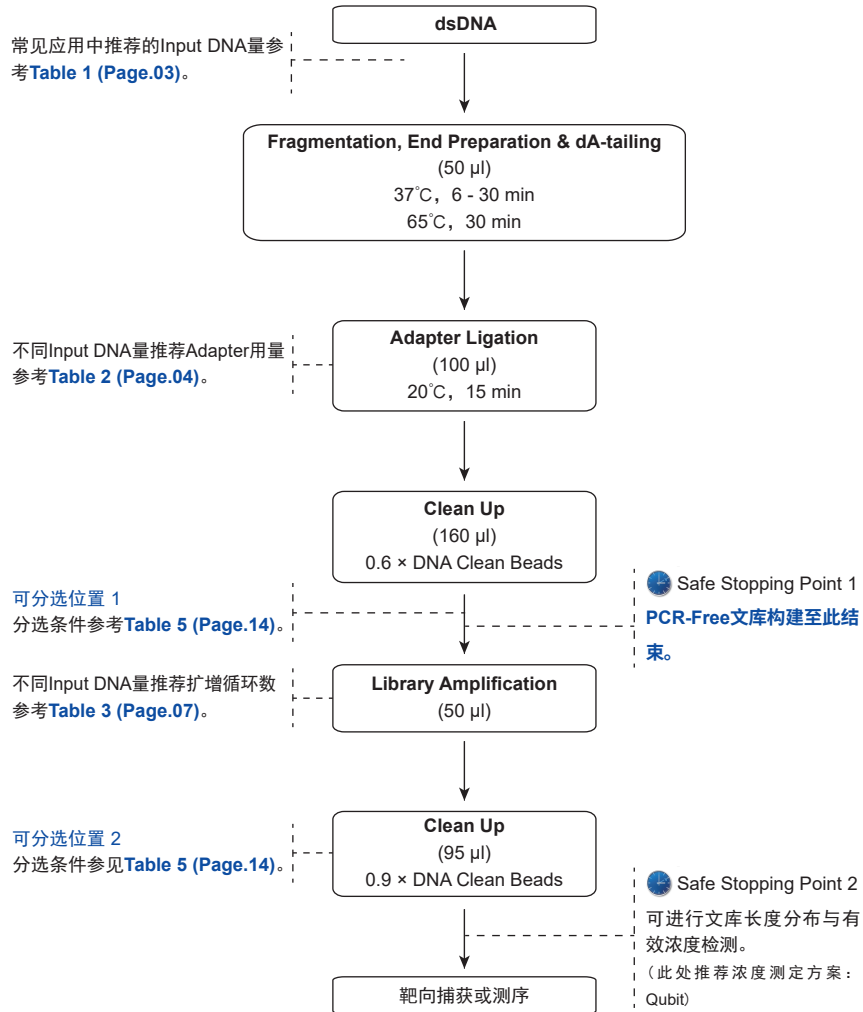 dsDNA
常见应用中推荐的Input DNA量参
考Table 1 (Page.03)。
Fragmentation, End Preparation & dA-tailing
(50 μl)
37℃，6 - 30 min
65℃，30 min
不同Input DNA量推荐Adapter用量
参考Table 2 (Page.04)。
Adapter Ligation
(100 μl)
20℃，15 min
Clean Up
(160 μl)
0.6 × DNA Clean Beads
可分选位置 1
分选条件参考Table 5 (Page.14)。
Safe Stopping Point 1
PCR-Free文库构建至此结
束。
不同Input DNA量推荐扩增循环数
参考Table 3 (Page.07)。
Library Amplification
(50 μl)
可分选位置 2
分选条件参见Table 5 (Page.14)。
Clean Up
(95 μl)
0.9 × DNA Clean Beads
Safe Stopping Point 2
可进行文库长度分布与有
效浓度检测。
（此处推荐浓度测定方案：
Qubit）
靶向捕获或测序